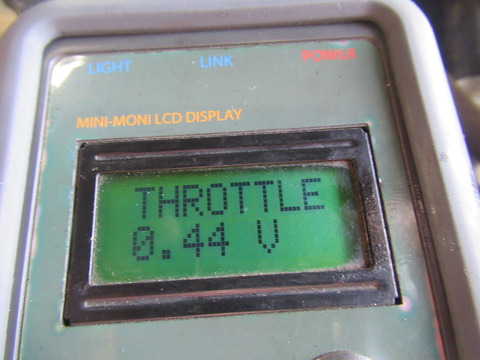 LIGHT LINK POWER
MINI-MONI LCD DISPLAY
THROTTLE
0.44 V